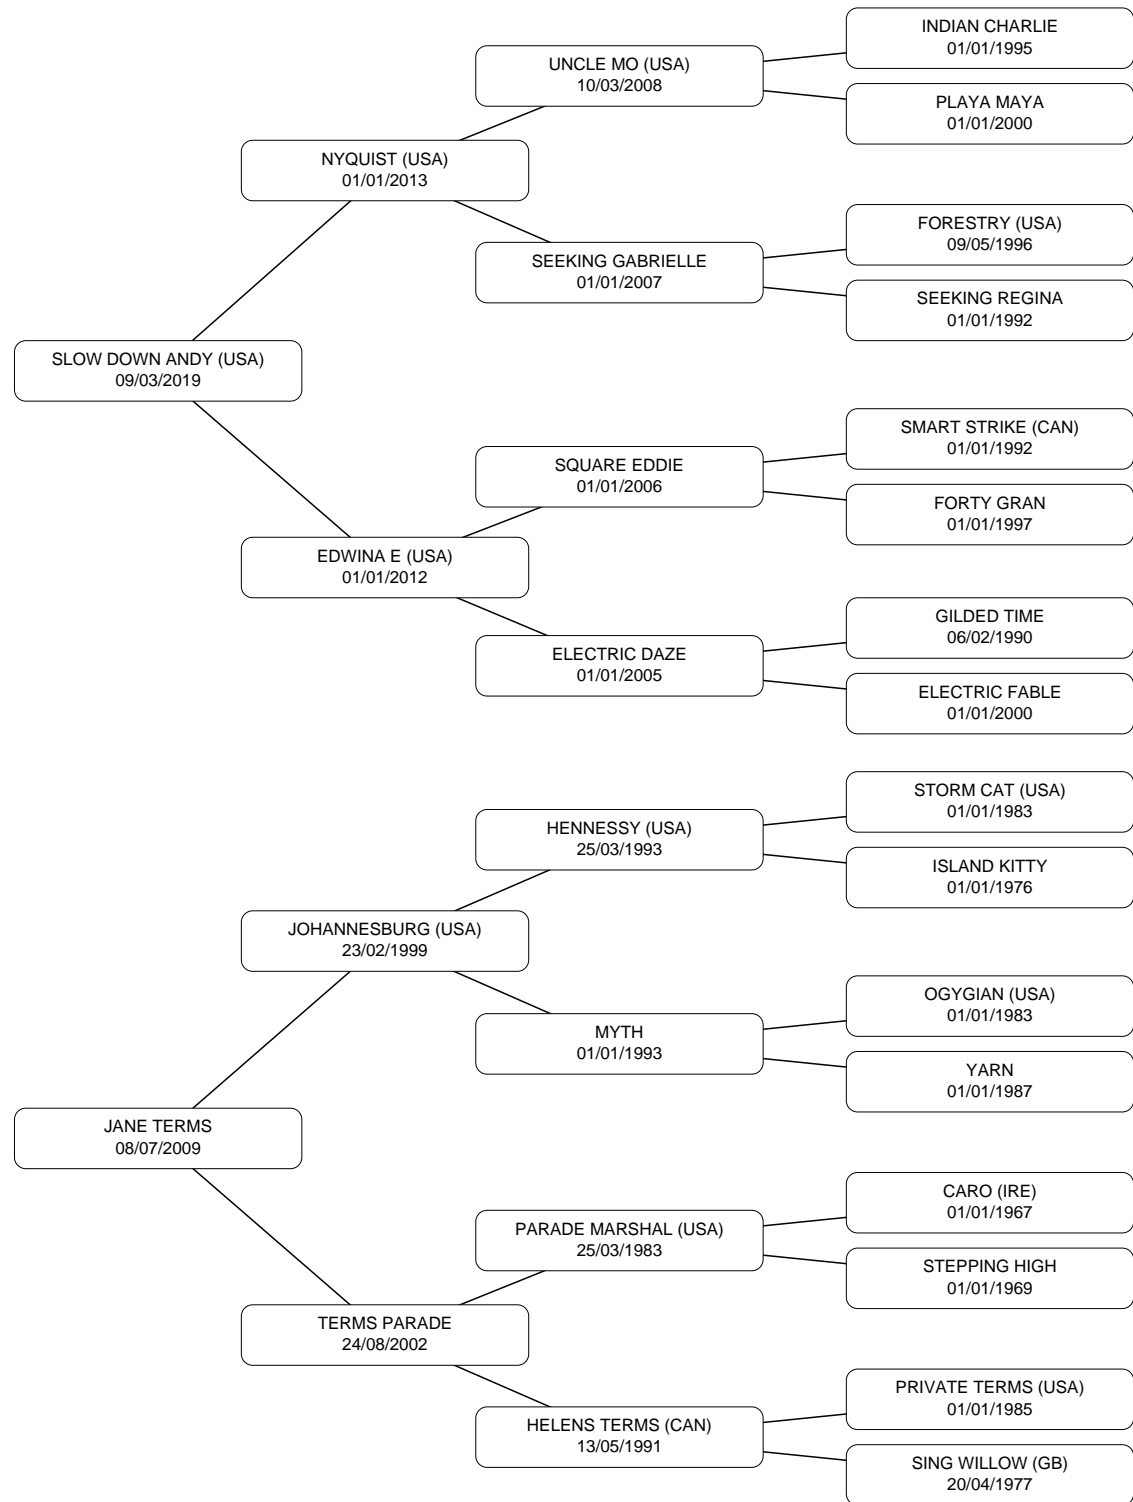 INDIAN CHARLIE
01/01/1995
UNCLE MO (USA)
10/03/2008
PLAYA MAYA
01/01/2000
NYQUIST (USA)
01/01/2013
FORESTRY (USA)
09/05/1996
SEEKING GABRIELLE
01/01/2007
SEEKING REGINA
01/01/1992
SLOW DOWN ANDY (USA)
09/03/2019
SMART STRIKE (CAN)
01/01/1992
SQUARE EDDIE
01/01/2006
FORTY GRAN
01/01/1997
EDWINA E (USA)
01/01/2012
GILDED TIME
06/02/1990
ELECTRIC DAZE
01/01/2005
ELECTRIC FABLE
01/01/2000
STORM CAT (USA)
01/01/1983
HENNESSY (USA)
25/03/1993
ISLAND KITTY
01/01/1976
JOHANNESBURG (USA)
23/02/1999
OGYGIAN (USA)
01/01/1983
MYTH
01/01/1993
YARN
01/01/1987
JANE TERMS
08/07/2009
CARO (IRE)
01/01/1967
PARADE MARSHAL (USA)
25/03/1983
STEPPING HIGH
01/01/1969
TERMS PARADE
24/08/2002
PRIVATE TERMS (USA)
01/01/1985
HELENS TERMS (CAN)
13/05/1991
SING WILLOW (GB)
20/04/1977